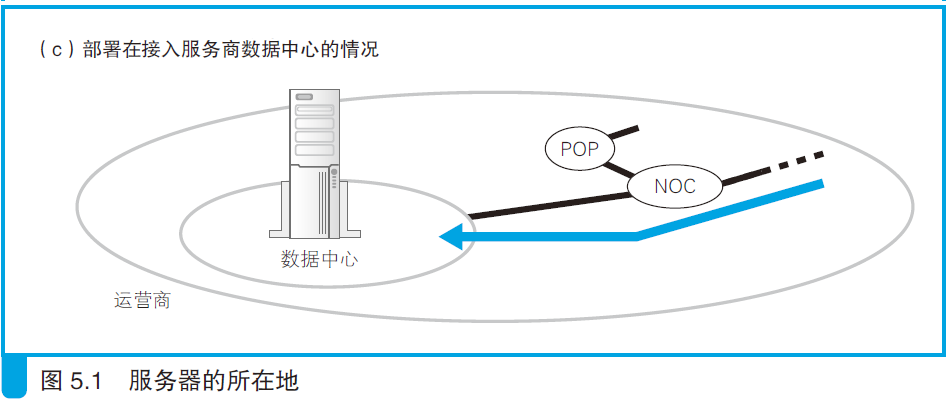 （c）部署在接入服务商数据中心的情况
POP
NOC
数据中心
运营商
图 5.1 服务器的所在地